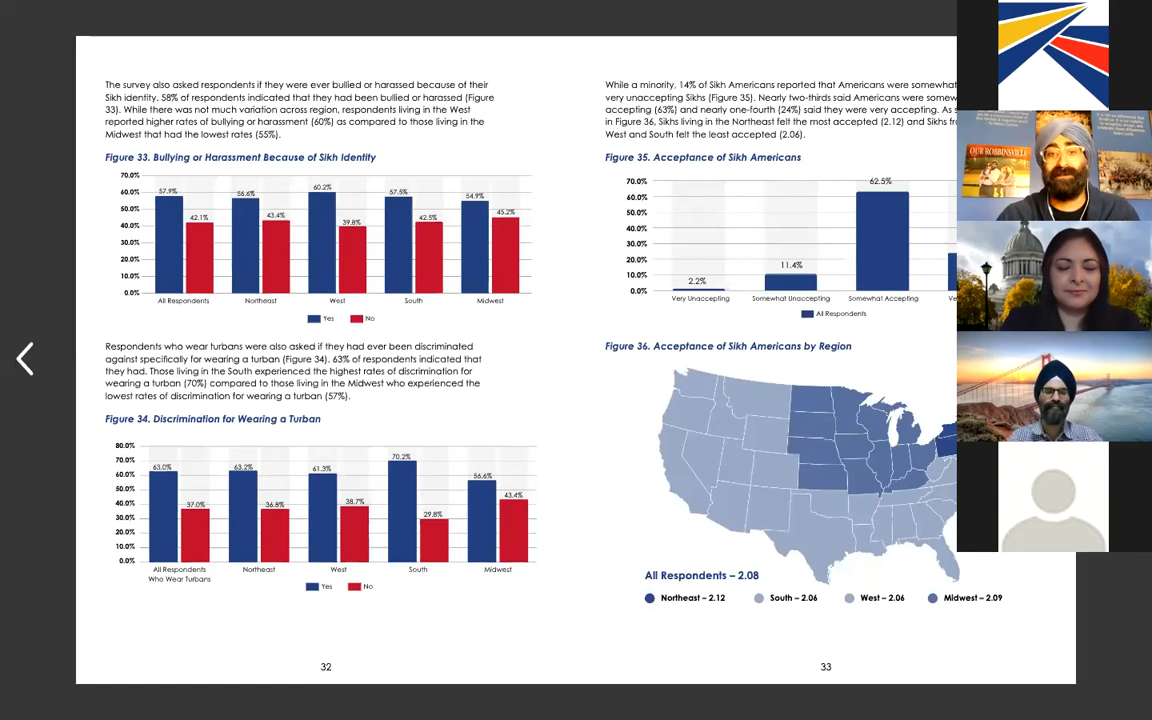 The survey also asked respondents if they were ever bullied or harassed because of their
Sikh identity. 58% of respondents indicated that they had been bullied or harassed (Figure
33). While there was not much variation across region, respondents living in the West
reported higher rates of bullying or harassment (60%) as compared to those living in the
Midwest that had the lowest rates (55%).
Figure 33. Bullying or Harassment Because of Sikh Identity
70.0%
60.0%
50.0%
40.0%
30.0%
20.0%
10.0%
0.0%
57.9%
42.1%
56.6%
43.4%
60.2%
39.8%
57.5%
42.5%
54.9%
45.2%
All Respondents
Northeast
West
South
Midwest
Yes
No
Respondents who wear turbans were also asked if they had ever been discriminated
against specifically for wearing a turban (Figure 34). 63% of respondents indicated that
they had. Those living in the South experienced the highest rates of discrimination for
wearing a turban (70%) compared to those living in the Midwest who experienced the
lowest rates of discrimination for wearing a turban (57%).
Figure 34. Discrimination for Wearing a Turban
80.0%
70.0%
60.0%
50.0%
40.0%
30.0%
20.0%
10.0%
0.0%
63.0%
37.0%
63.2%
36.8%
61.3%
38.7%
70.2%
29.8%
56.6%
43.4%
All Respondents
Who Wear Turbans
Northeast
West
South
Midwest
Yes
No
32
While a minority, 14% of Sikh Americans reported that Americans were somewhat
very unaccepting Sikhs (Figure 35). Nearly two-thirds said Americans were somew
accepting (63%) and nearly one-fourth (24%) said they were very accepting. As
in Figure 36, Sikhs living in the Northeast felt the most accepted (2.12) and Sikhs
West and South felt the least accepted (2.06).
Figure 35. Acceptance of Sikh Americans
70.0%
60.0%
50.0%
40.0%
30.0%
20.0%
10.0%
0.0%
2.2%
11.4%
62.5%
Very Unaccepting
Somewhat Unaccepting
Somewhat Accepting
All Respondents
Figure 36. Acceptance of Sikh Americans by Region
All Respondents – 2.08
Northeast – 2.12
South – 2.06
West – 2.06
Midwest – 2.09
33
OUR ROBBINSVILLE